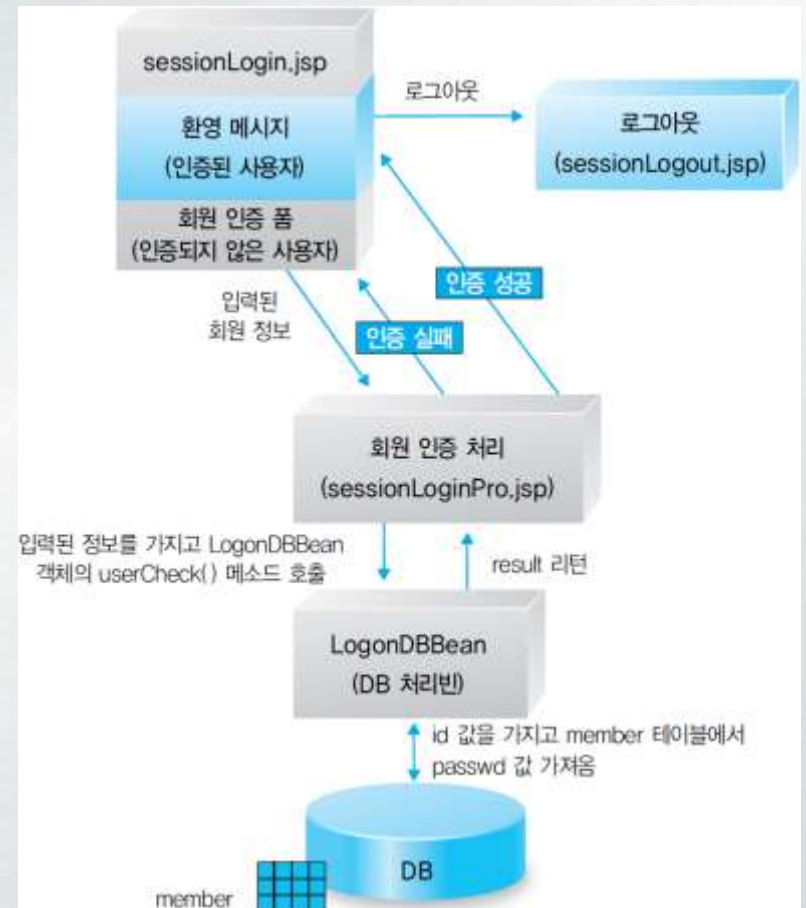 sessionLogin.jsp
환영 메시지
(인증된 사용자)
회원 인증 폼
(인증되지 않은 사용자)
로그아웃
로그아웃
(sessionLogout.jsp)
입력된
회원 정보
인증 실패
인증 성공
회원 인증 처리
(sessionLoginPro.jsp)
입력된 정보를 가지고 LogonDBBean
객체의 userCheck( ) 메소드 호출
result 리턴
LogonDBBean
(DB 처리빈)
id 값을 가지고 member 테이블에서
passwd 값 가져옴
DB
member